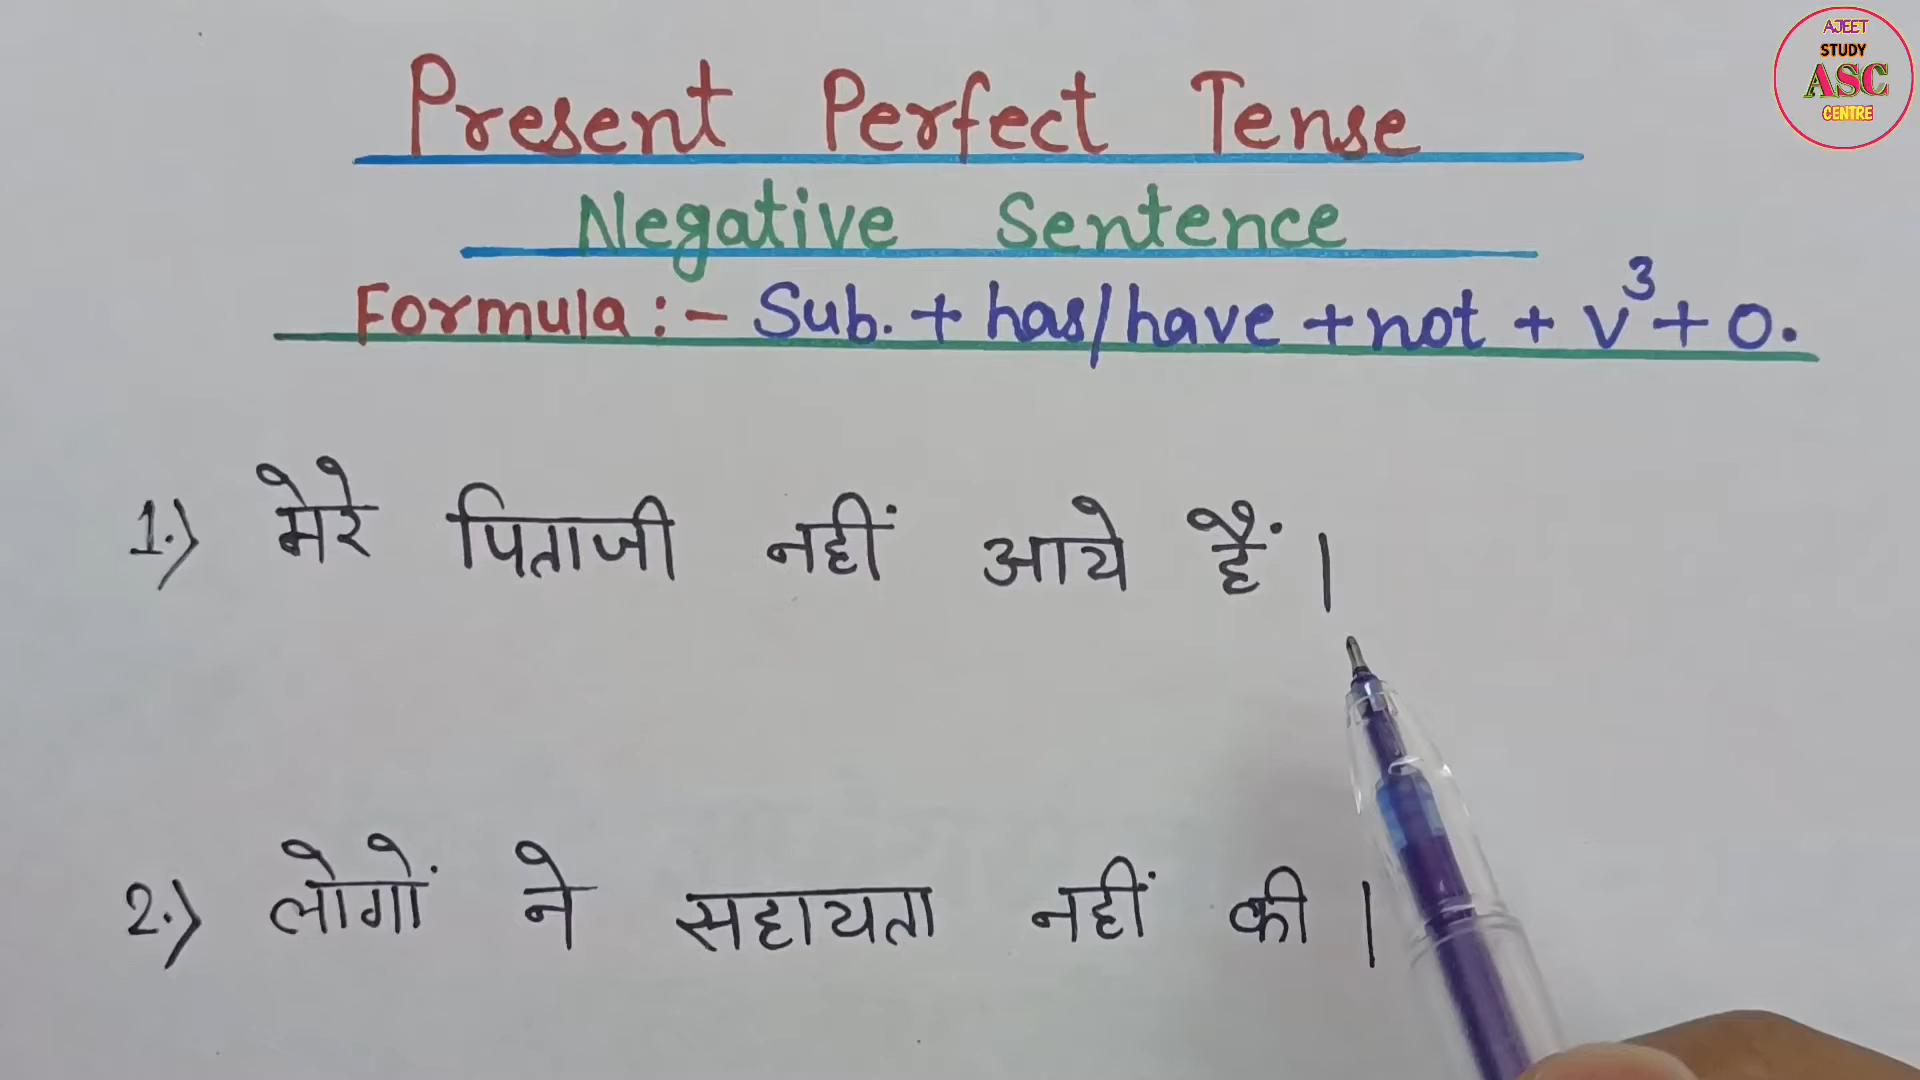 Present Perfect Tense
Negative Sentence
Formula:- Sub. + has/have + not + v³ + o.
1.) मेरे पिताजी नहीं आये हैं।
2.) लोगों ने सहायता नहीं की।
AJEET
STUDY
ASC
CENTRE